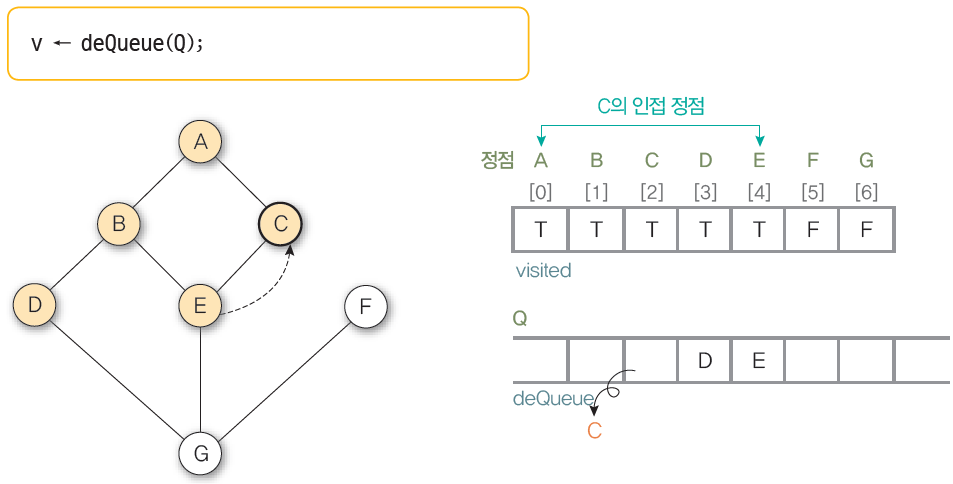 v ← deQueue(Q);
A
B
C
D
E
F
G
C의 인접 정점
정점 A B C D E F G
[0] [1] [2] [3] [4] [5] [6]
T T T T T F F
visited
Q
D E
deQueue
C